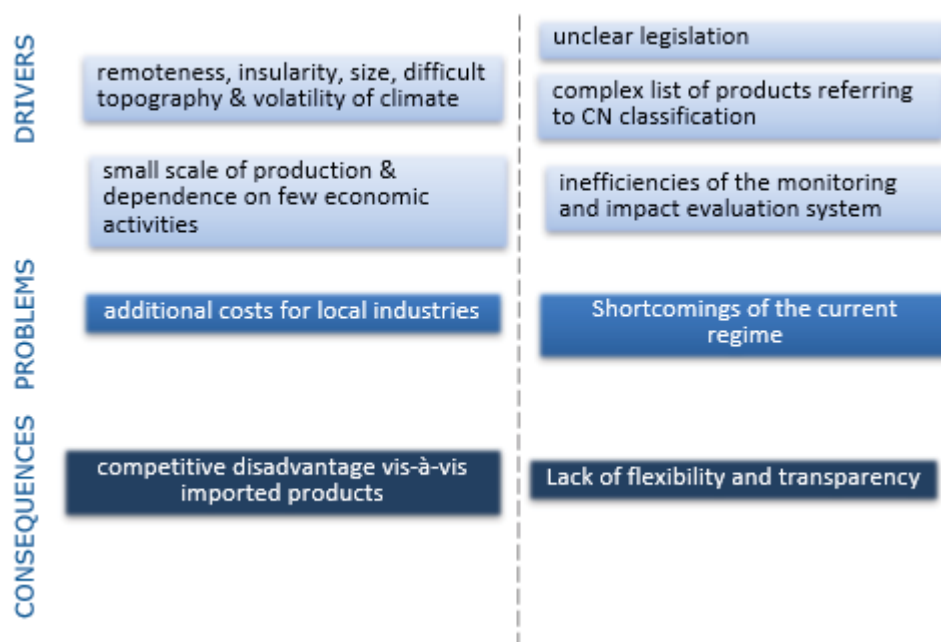 DRIVERS
remoteness, insularity, size, difficult
topography & volatility of climate
small scale of production &
dependence on few economic
activities
unclear legislation
complex list of products referring
to CN classification
inefficiencies of the monitoring
and impact evaluation system
PROBLEMS
additional costs for local industries
Shortcomings of the current
regime
CONSEQUENCES
competitive disadvantage vis-à-vis
imported products
Lack of flexibility and transparency